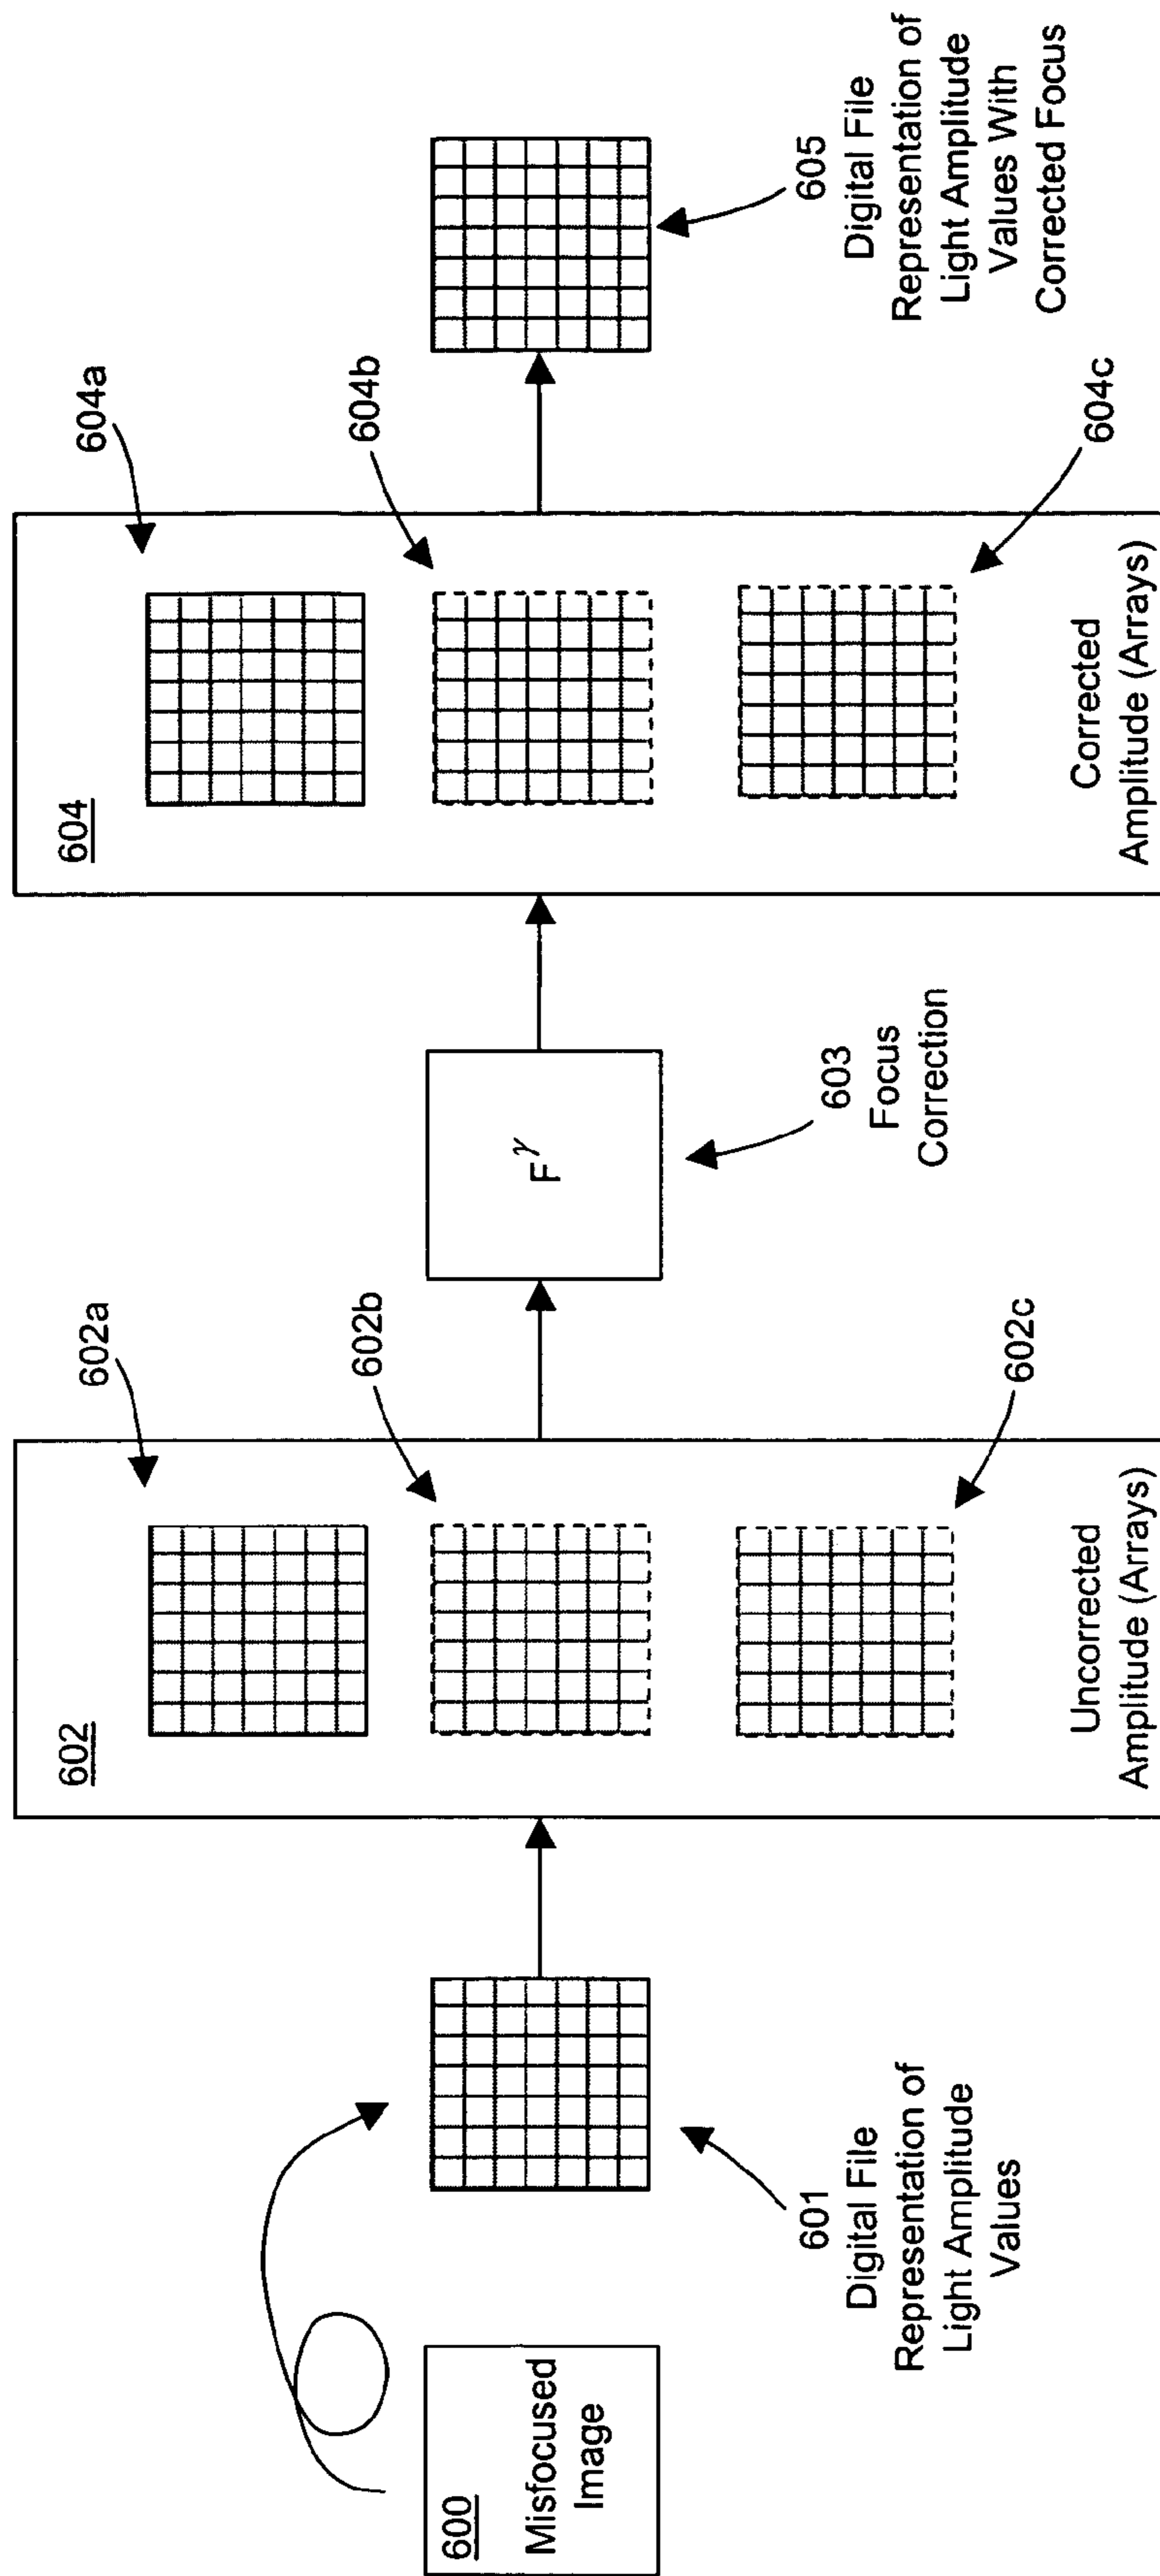 600
Misfocused
Image
601
Digital File
Representation of
Light Amplitude
Values
602
602a
602b
602c
Uncorrected
Amplitude (Arrays)
F^γ
603
Focus
Correction
604
604a
604b
604c
Corrected
Amplitude (Arrays)
605
Digital File
Representation of
Light Amplitude
Values With
Corrected Focus